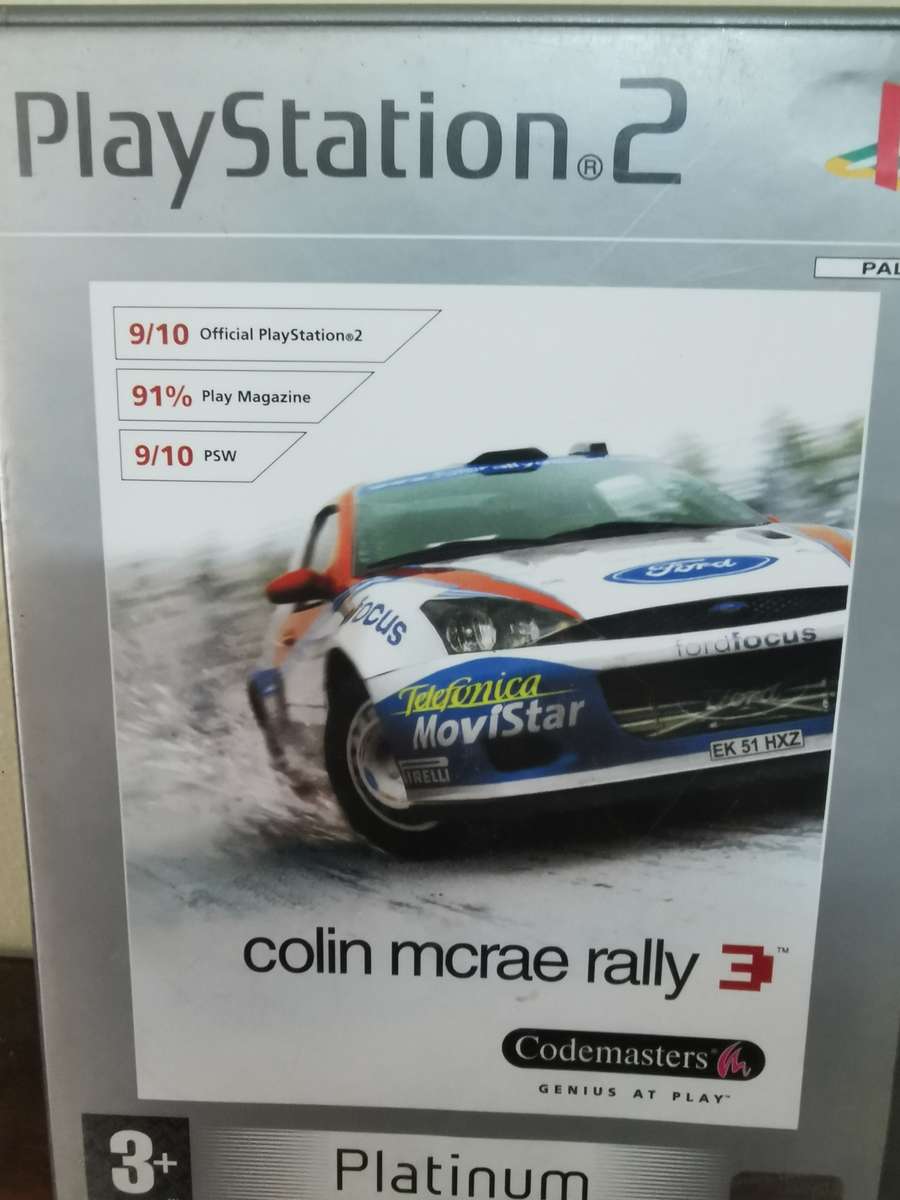 PlayStation®2
PAL
9/10 Official PlayStation®2
91% Play Magazine
9/10 PSW
Ford
focus
fordfocus
Telefónica
MoviStar
EK 51 HXZ
PIRELLI
colin mcrae rally 3™
Codemasters®
GENIUS AT PLAY™
3+
Platinum